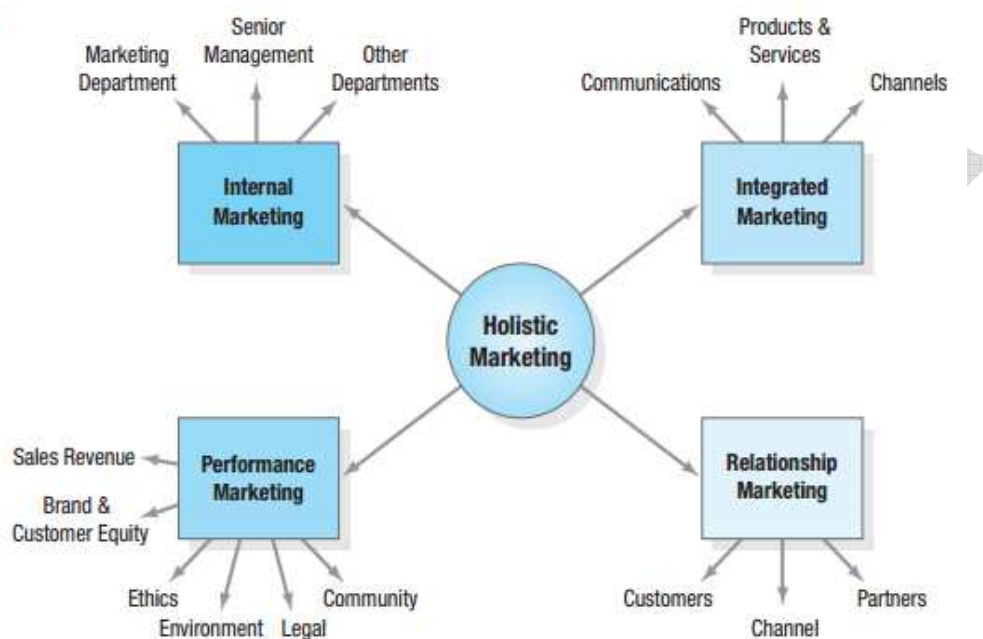 Senior
Management
Marketing
Department
Other
Departments
Products &
Services
Communications
Channels
Internal
Marketing
Integrated
Marketing
Holistic
Marketing
Performance
Marketing
Sales Revenue
Brand &
Customer Equity
Ethics
Environment
Legal
Community
Relationship
Marketing
Customers
Channel
Partners